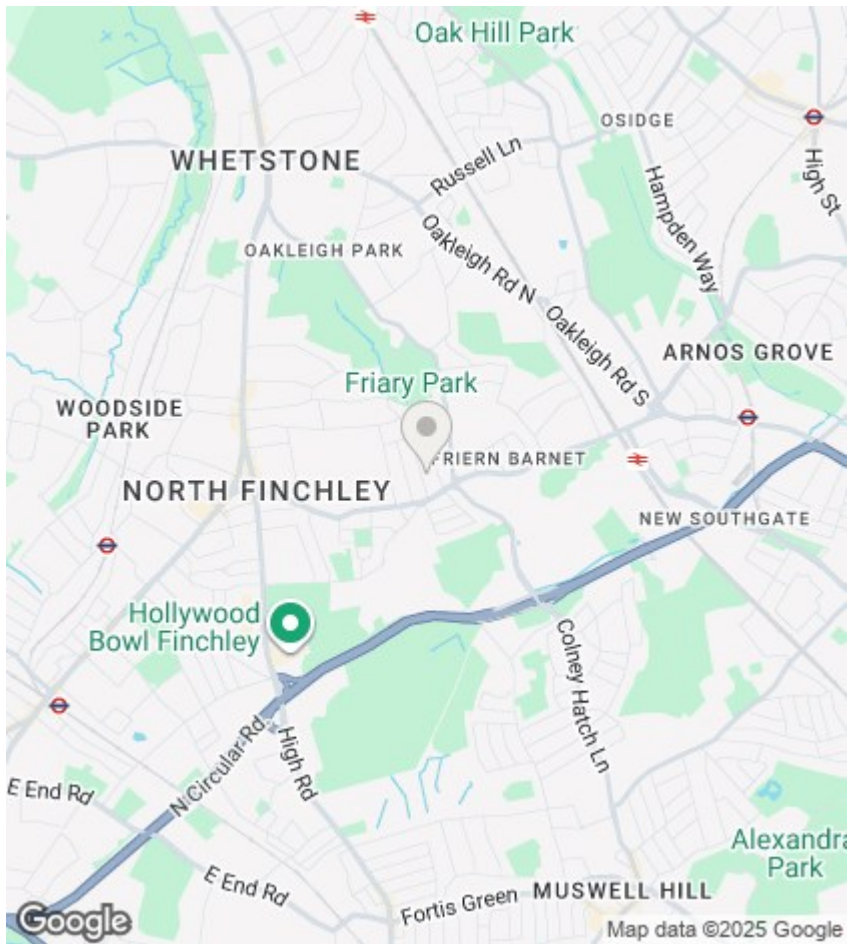 Oak Hill Park
OSIDGE
WHETSTONE
Russell Ln
High St
Hampden Way
OAKLEIGH PARK
Oakleigh Rd N
Oakleigh Rd S
ARNOS GROVE
Friary Park
WOODSIDE
PARK
FRIERN BARNET
NORTH FINCHLEY
NEW SOUTHGATE
Hollywood
Bowl Finchley
Colney Hatch Ln
N Circular Rd
High Rd
E End Rd
Alexandra
Park
E End Rd
Fortis Green
MUSWELL HILL
Google
Map data ©2025 Google